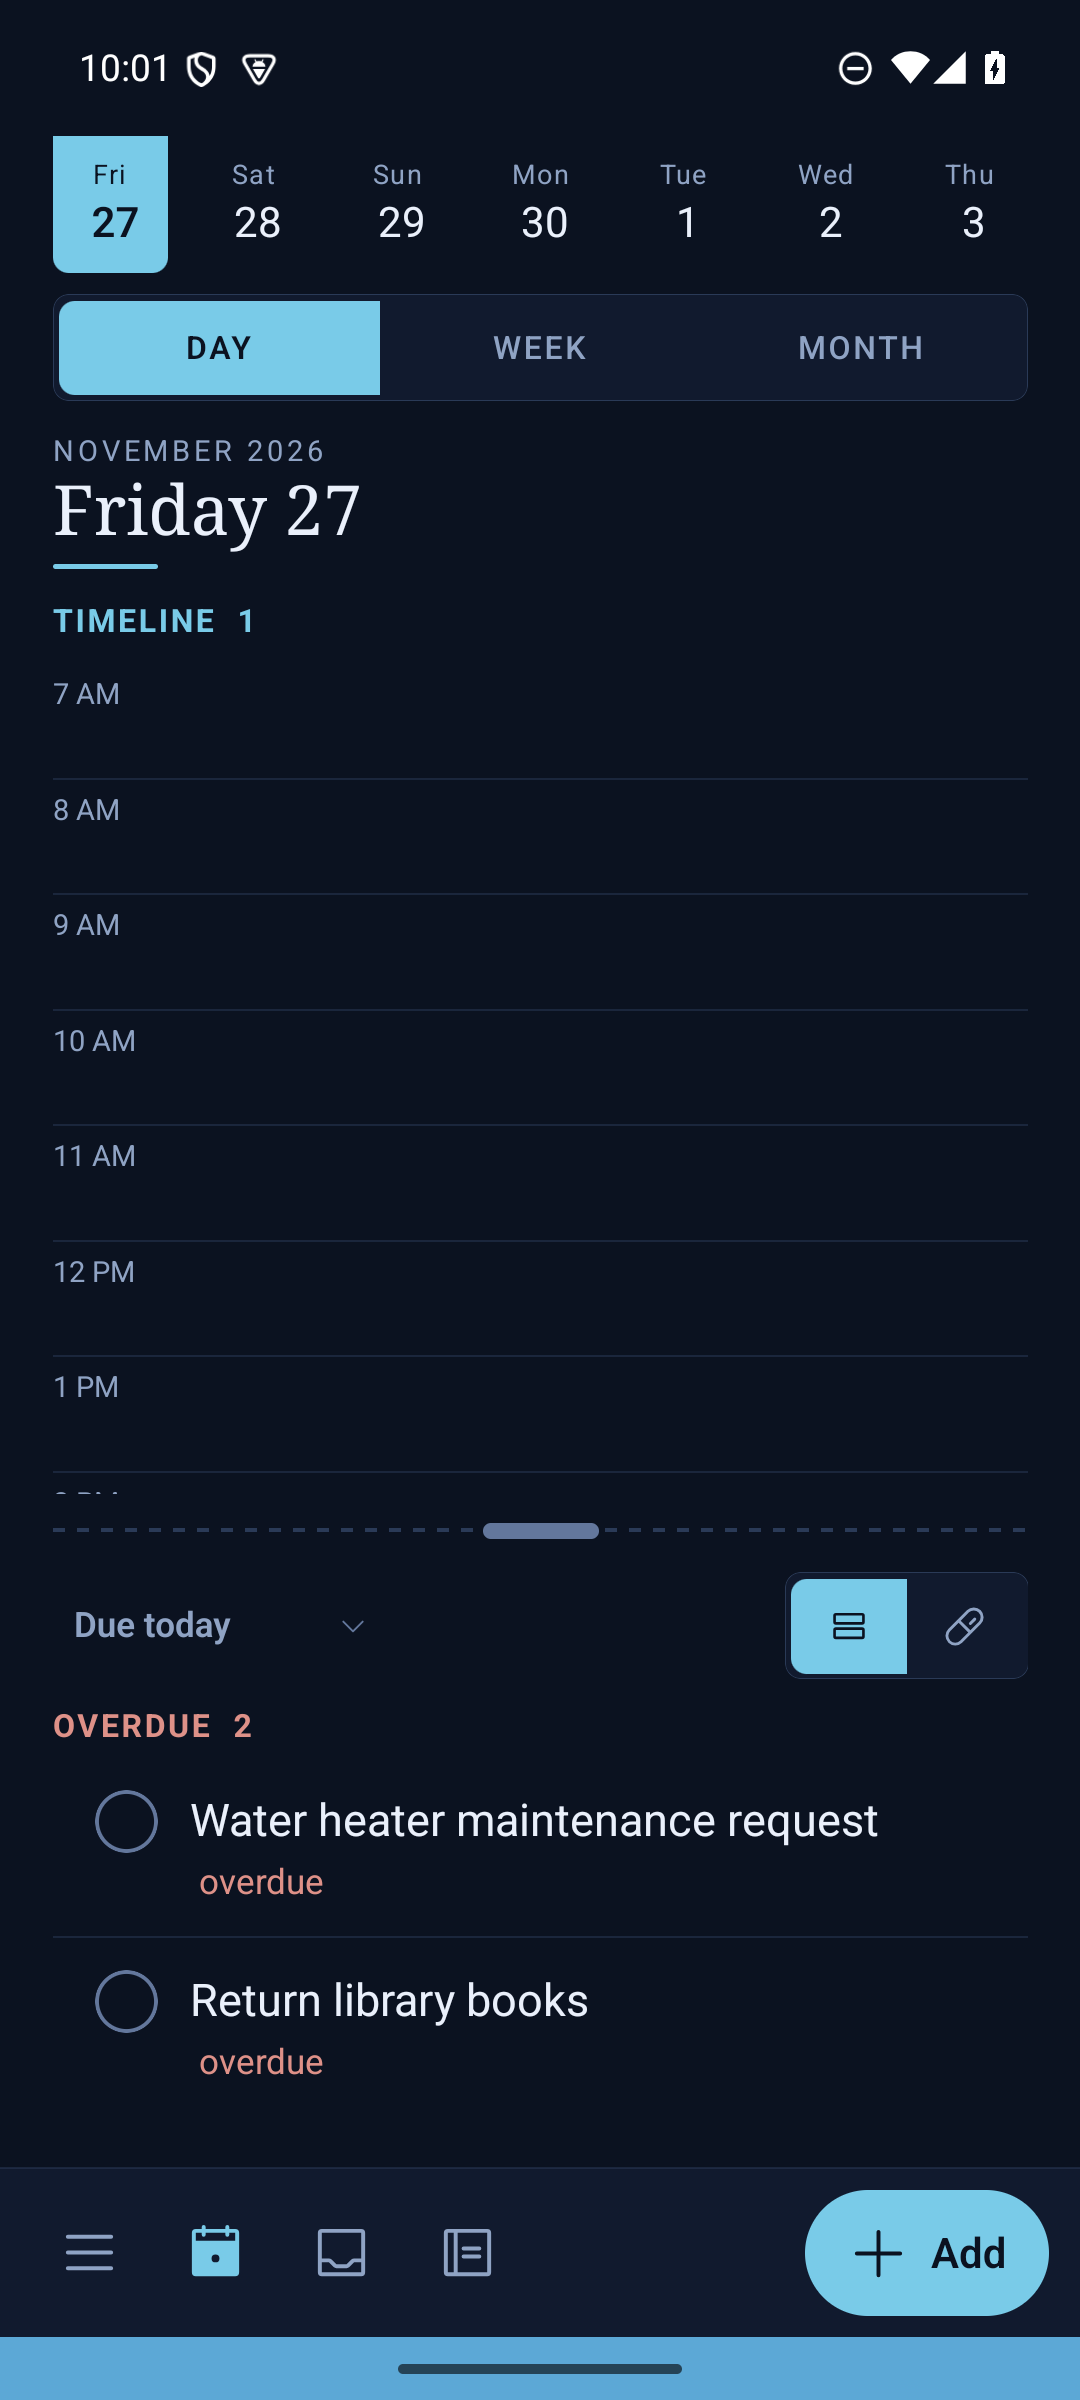 10:01
Fri Sat Sun Mon Tue Wed Thu
27 28 29 30 1 2 3
DAY WEEK MONTH
NOVEMBER 2026
Friday 27
TIMELINE 1
7 AM
8 AM
9 AM
10 AM
11 AM
12 PM
1 PM
Due today
OVERDUE 2
Water heater maintenance request
overdue
Return library books
overdue
Add